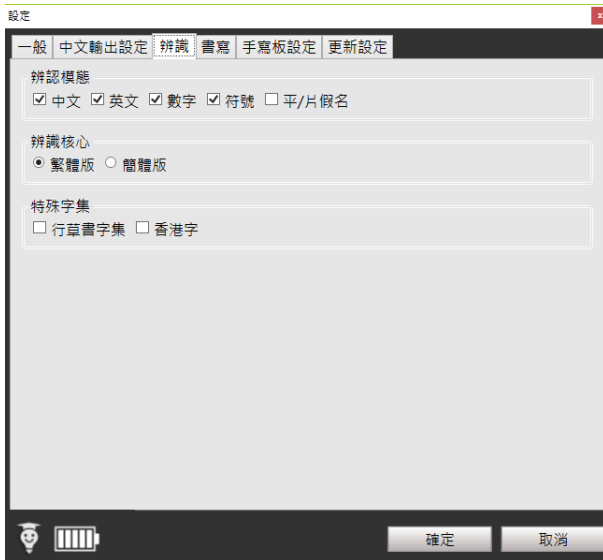 設定 x
一般 中文輸出設定 辨識 書寫 手寫板設定 更新設定
辨認模態
中文 英文 數字 符號 平/片假名
辨識核心
繁體版 簡體版
特殊字集
行草書字集 香港字
確定 取消